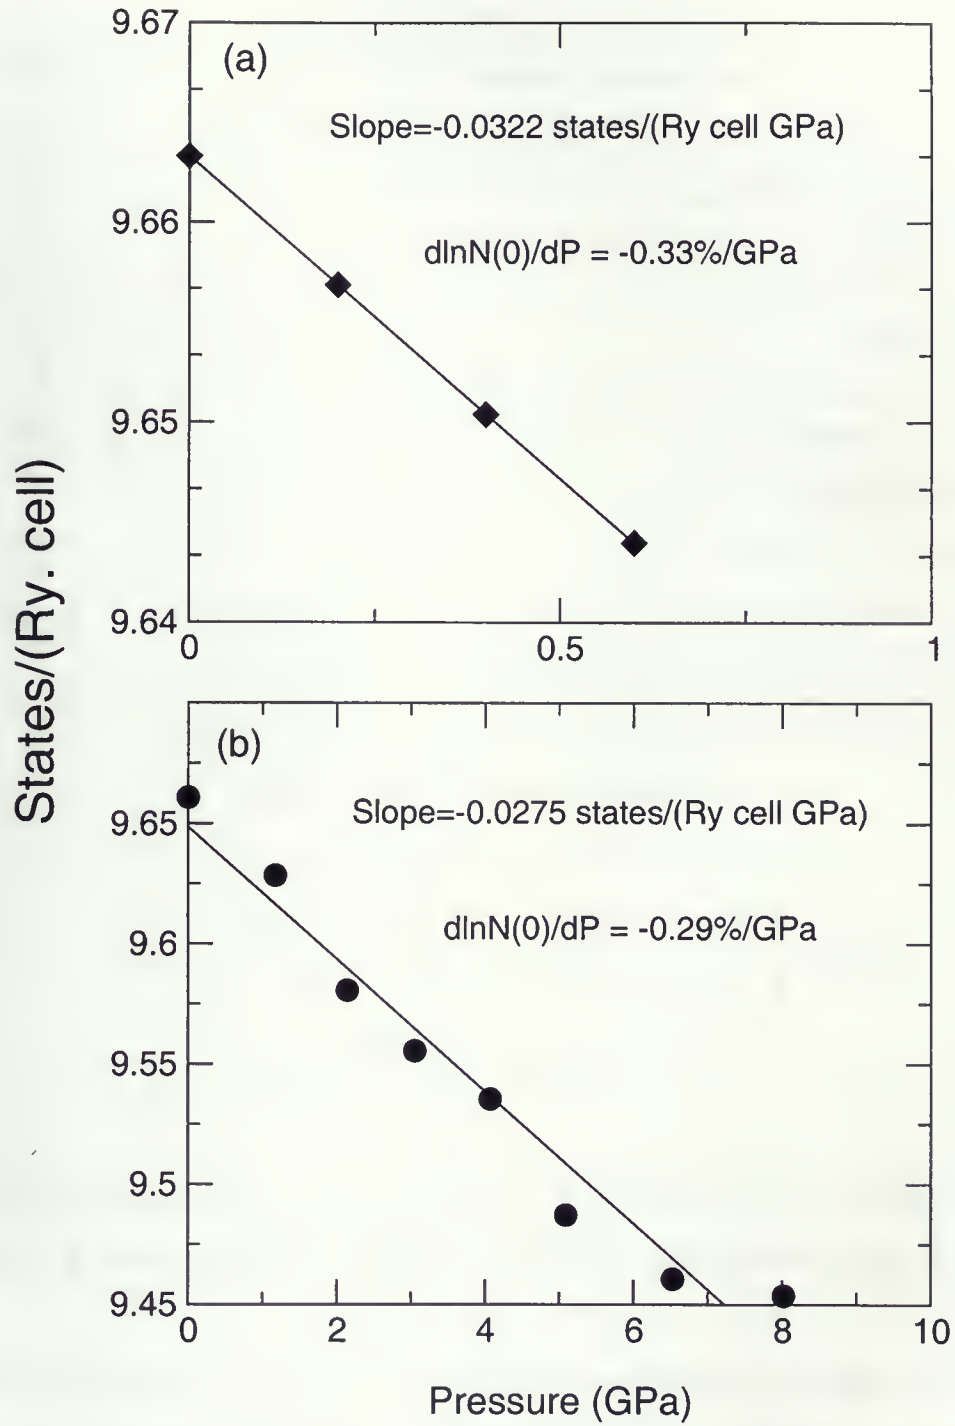 9.67
(a)
Slope=-0.0322 states/(Ry cell GPa)
9.66
dlnN(0)/dP = -0.33%/GPa
9.65
9.64
0 0.5 1
States/(Ry. cell)
(b)
Slope=-0.0275 states/(Ry cell GPa)
9.65
dlnN(0)/dP = -0.29%/GPa
9.6
9.55
9.5
9.45
0 2 4 6 8 10
Pressure (GPa)